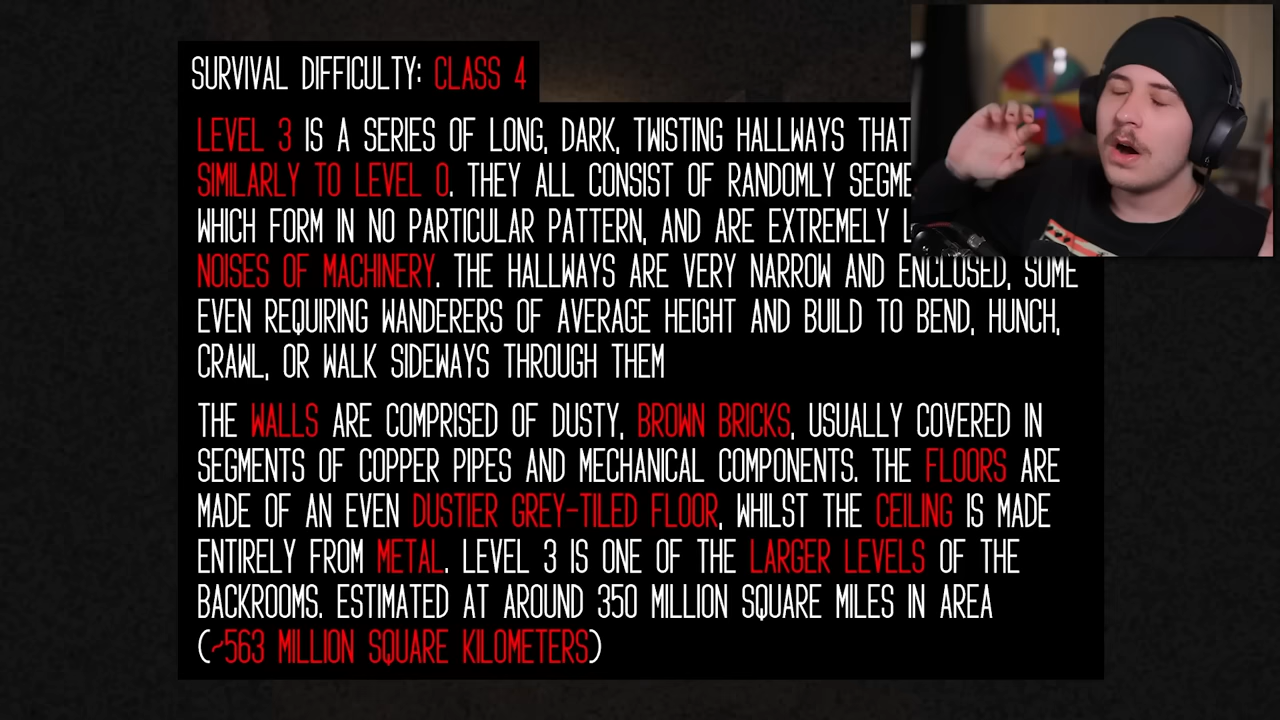 SURVIVAL DIFFICULTY: CLASS 4
LEVEL 3 IS A SERIES OF LONG, DARK, TWISTING HALLWAYS THAT
SIMILARLY TO LEVEL 0. THEY ALL CONSIST OF RANDOMLY
WHICH FORM IN NO PARTICULAR PATTERN, AND ARE EXTREMELY
NOISES OF MACHINERY. THE HALLWAYS ARE VERY NARROW AND ENCLOSED, SOME
EVEN REQUIRING WANDERERS OF AVERAGE HEIGHT AND BUILD TO BEND, HUNCH,
CRAWL, OR WALK SIDEWAYS THROUGH THEM
THE WALLS ARE COMPRISED OF DUSTY, BROWN BRICKS, USUALLY COVERED IN
SEGMENTS OF COPPER PIPES AND MECHANICAL COMPONENTS. THE FLOORS ARE
MADE OF AN EVEN DUSTIER GREY-TILED FLOOR, WHILST THE CEILING IS MADE
ENTIRELY FROM METAL. LEVEL 3 IS ONE OF THE LARGER LEVELS OF THE
BACKROOMS. ESTIMATED AT AROUND 350 MILLION SQUARE MILES IN AREA
(~563 MILLION SQUARE KILOMETERS)